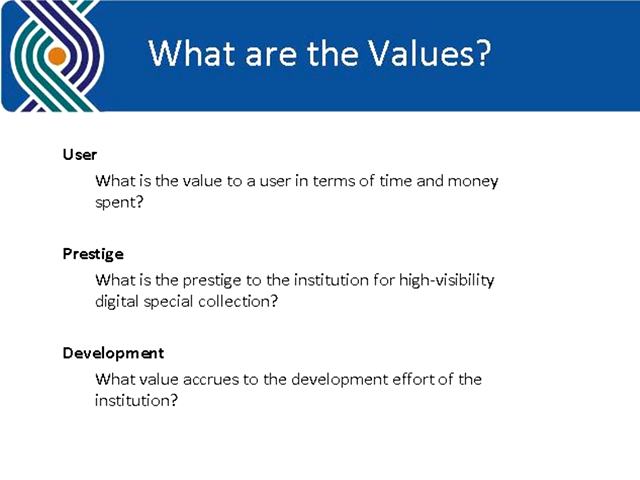 What are the Values?
User
What is the value to a user in terms of time and money
spent?
Prestige
What is the prestige to the institution for high-visibility
digital special collection?
Development
What value accrues to the development effort of the
institution?